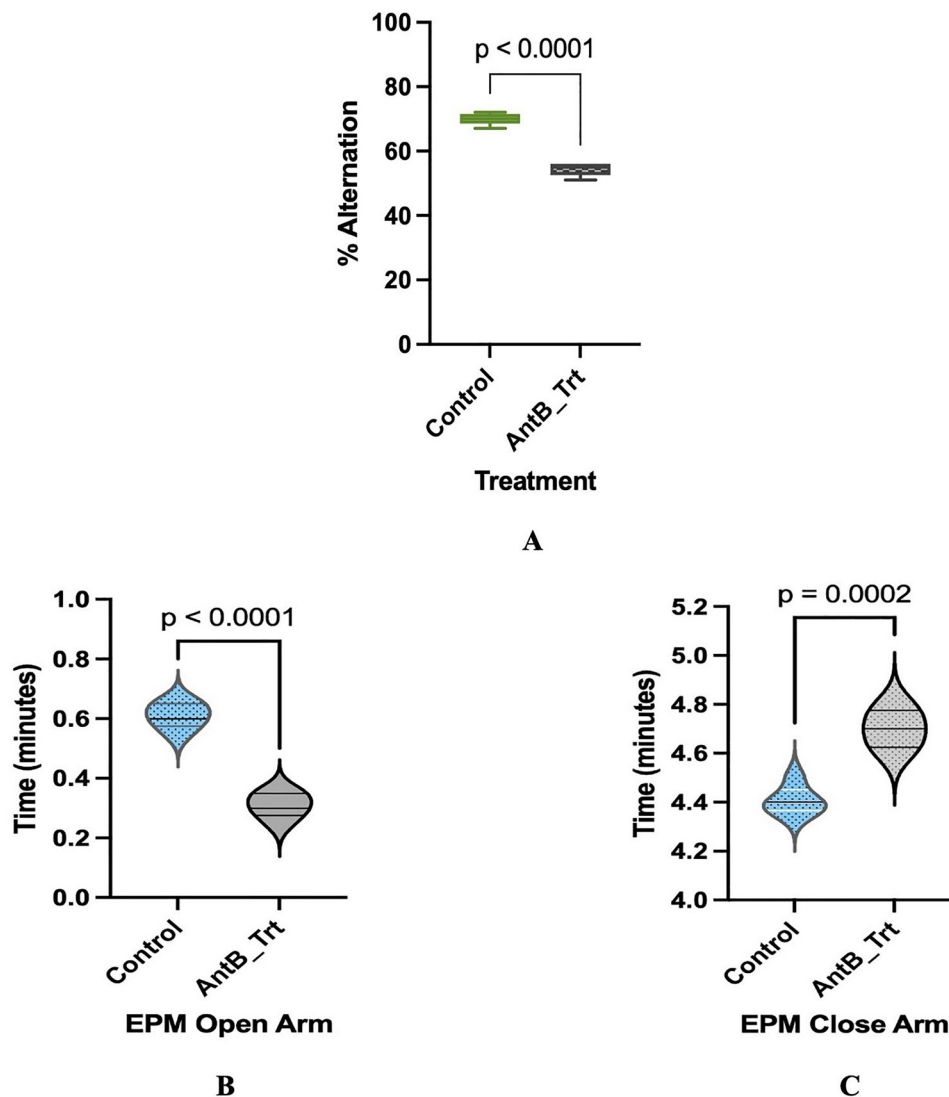 100
p < 0.0001
80
60
40
20
0
% Alternation
Control
AntB_Trt
Treatment
A
1.0
p < 0.0001
0.8
0.6
0.4
0.2
0.0
Time (minutes)
Control
AntB_Trt
EPM Open Arm
B
p = 0.0002
5.2
5.0
4.8
4.6
4.4
4.2
4.0
Time (minutes)
Control
AntB_Trt
EPM Close Arm
C